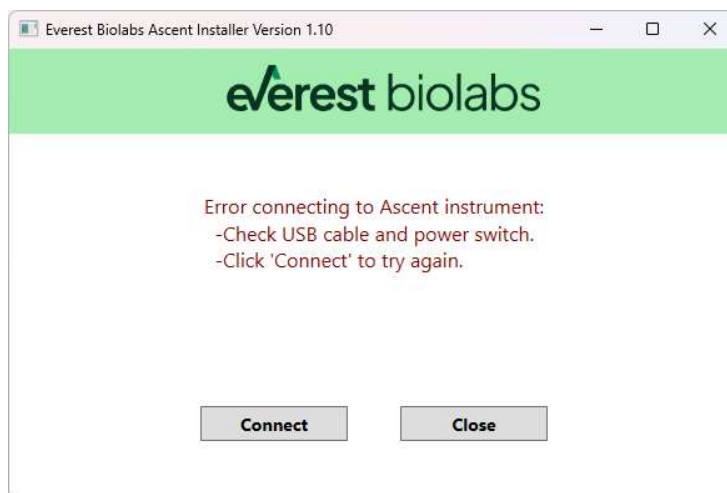 Everest Biolabs Ascent Installer Version 1.10
everest biolabs
Error connecting to Ascent instrument:
-Check USB cable and power switch.
-Click 'Connect' to try again.
Connect Close